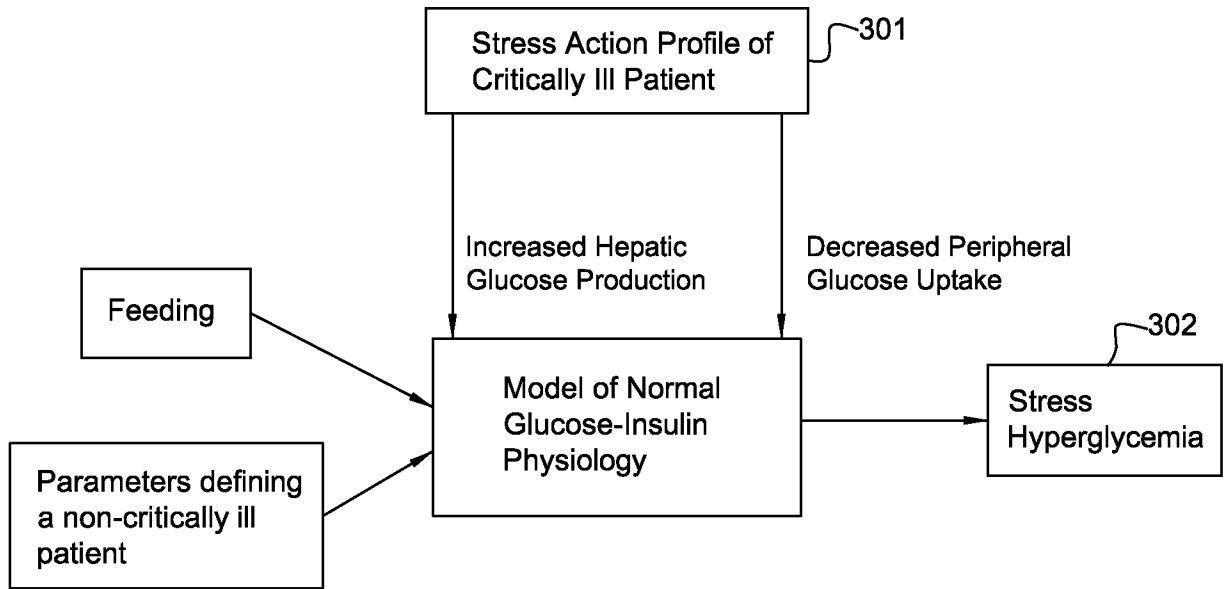 Stress Action Profile of
Critically Ill Patient
301
Increased Hepatic
Glucose Production
Decreased Peripheral
Glucose Uptake
Feeding
302
Model of Normal
Glucose-Insulin
Physiology
Stress
Hyperglycemia
Parameters defining
a non-critically ill
patient